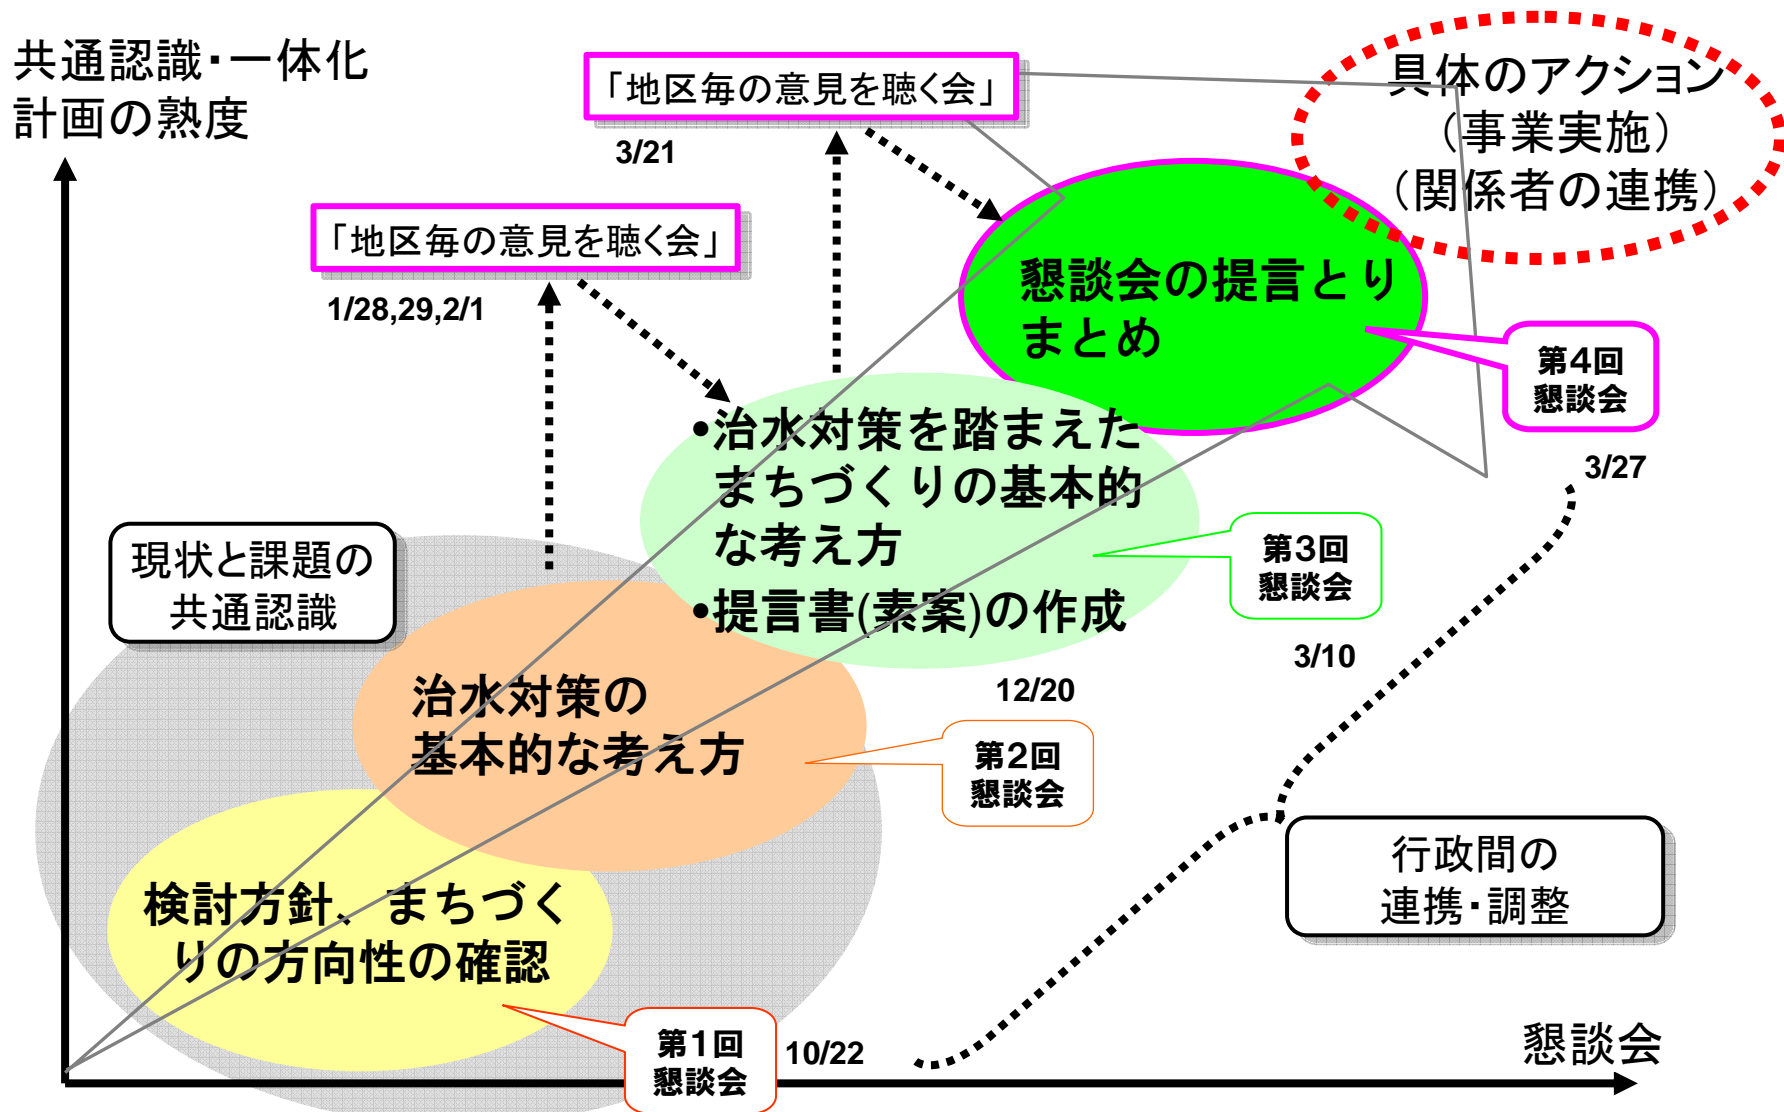 共通認識・一体化
計画の熟度
「地区毎の意見を聴く会」
3/21
具体のアクション
（事業実施）
（関係者の連携）
「地区毎の意見を聴く会」
1/28,29,2/1
懇談会の提言とり
まとめ
第4回
懇談会
3/27
•治水対策を踏まえた
まちづくりの基本的
な考え方
•提言書(素案)の作成
第3回
懇談会
3/10
現状と課題の
共通認識
治水対策の
基本的な考え方
12/20
第2回
懇談会
検討方針、まちづく
りの方向性の確認
第1回
懇談会
10/22
行政間の
連携・調整
懇談会